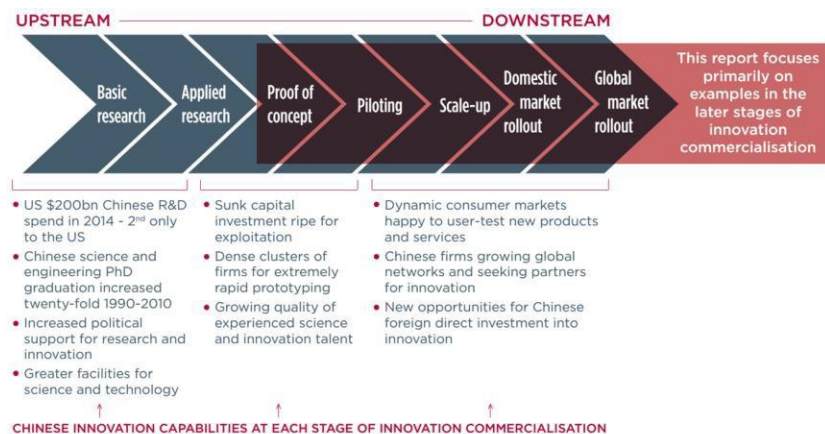 UPSTREAM
DOWNSTREAM
Basic
research
Applied
research
Proof of
concept
Piloting
Scale-up
Domestic
market
rollout
Global
market
rollout
This report focuses
primarily on
examples in the
later stages of
innovation
commercialisation
• US $200bn Chinese R&D
spend in 2014 - 2nd only
to the US
• Chinese science and
engineering PhD
graduation increased
twenty-fold 1990-2010
• Increased political
support for research and
innovation
• Greater facilities for
science and technology
• Sunk capital
investment ripe for
exploitation
• Dense clusters of
firms for extremely
rapid prototyping
• Growing quality of
experienced science
and innovation talent
• Dynamic consumer markets
happy to user-test new products
and services
• Chinese firms growing global
networks and seeking partners
for innovation
• New opportunities for Chinese
foreign direct investment into
innovation
CHINESE INNOVATION CAPABILITIES AT EACH STAGE OF INNOVATION COMMERCIALISATION